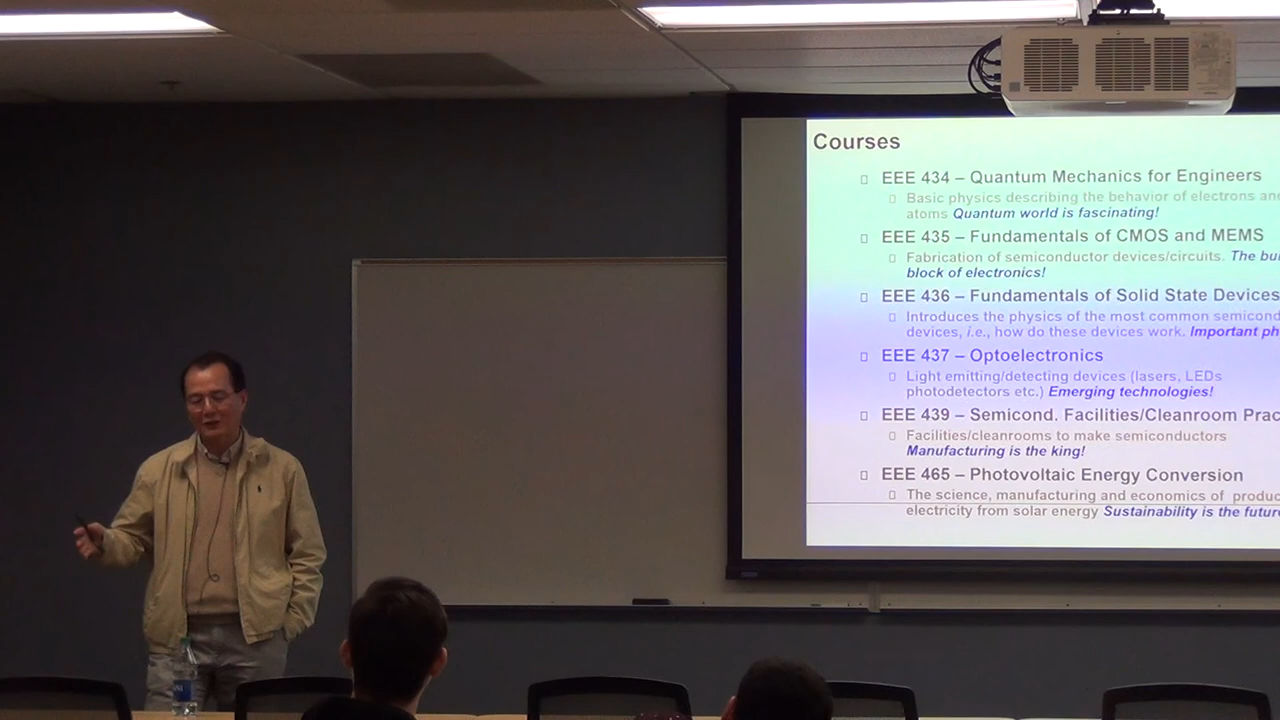 Courses
EEE 434 – Quantum Mechanics for Engineers
Basic physics describing the behavior of electrons and
atoms Quantum world is fascinating!
EEE 435 – Fundamentals of CMOS and MEMS
Fabrication of semiconductor devices/circuits. The
block of electronics!
EEE 436 – Fundamentals of Solid State Devices
Introduces the physics of the most common
devices, i.e., how do these devices work. Important
EEE 437 – Optoelectronics
Light emitting/detecting devices (lasers, LEDs
photodetectors etc.) Emerging technologies!
EEE 439 – Semicond. Facilities/Cleanroom
Facilities/cleanrooms to make semiconductors
Manufacturing is the king!
EEE 465 – Photovoltaic Energy Conversion
The science, manufacturing and economics of
electricity from solar energy Sustainability is the